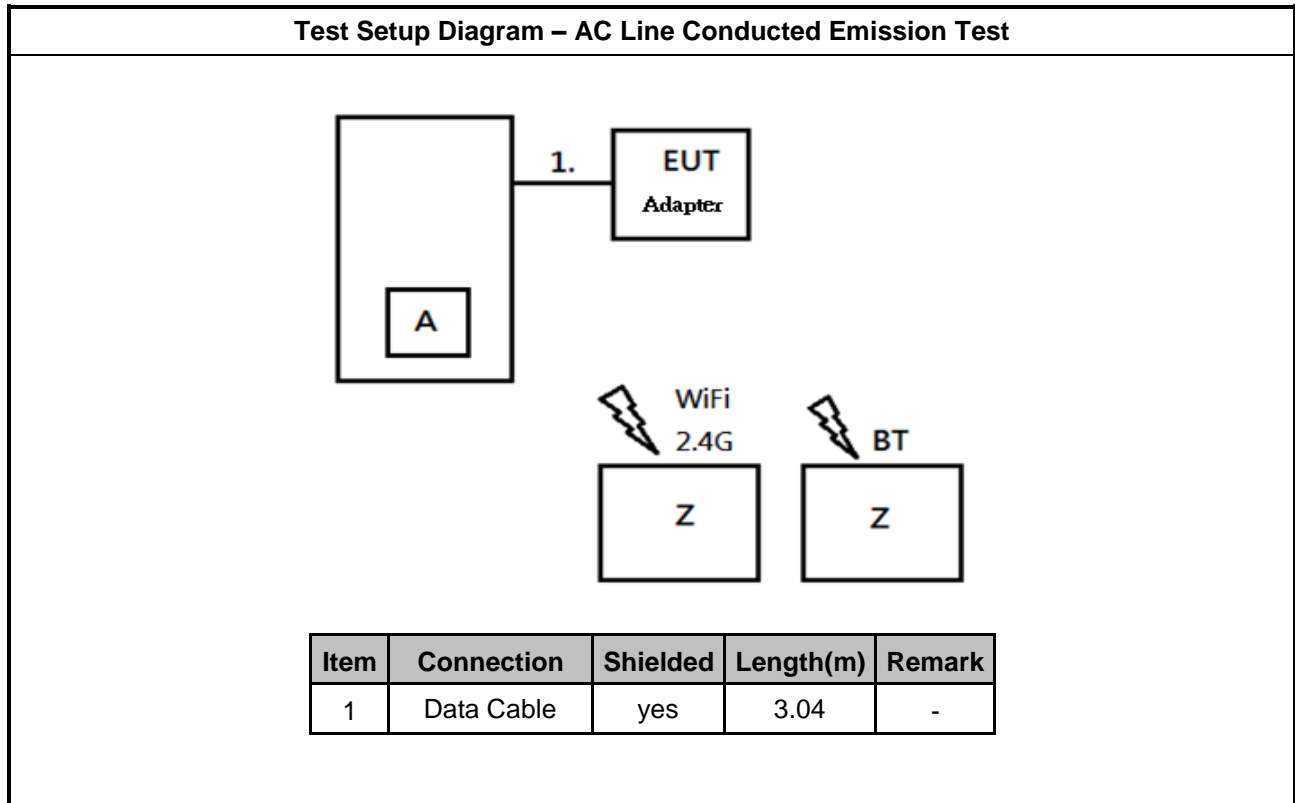 Test Setup Diagram – AC Line Conducted Emission Test
1.
EUT
Adapter
A
WiFi
2.4G
BT
Z
Z
Item Connection Shielded Length(m) Remark
1 Data Cable yes 3.04 -